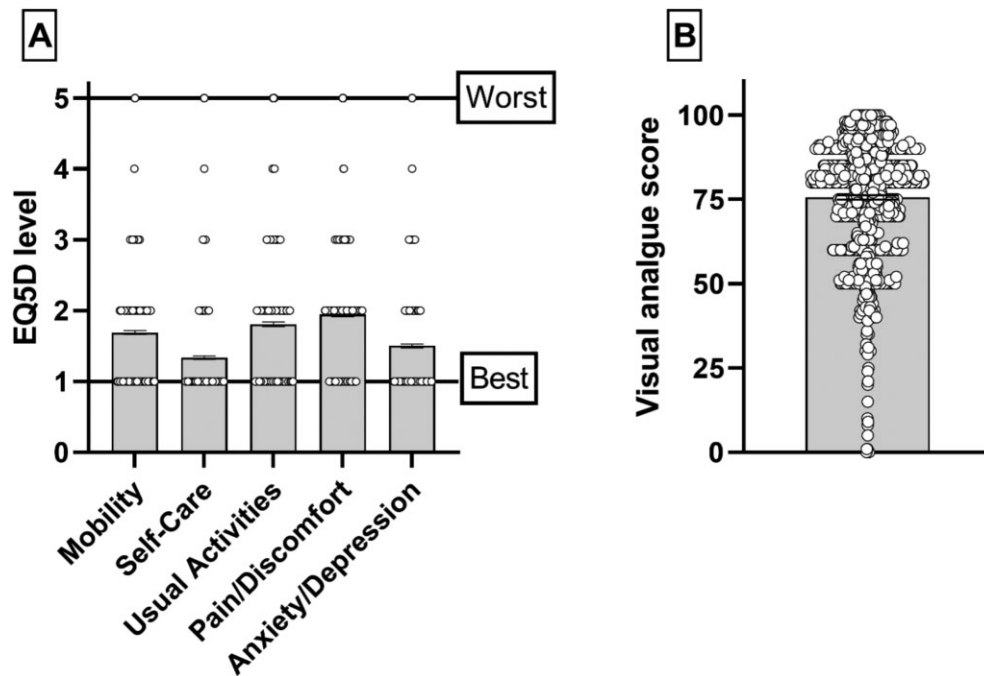 A
EQ5D level
5
4
3
2
1
0
Worst
Best
Mobility
Self-Care
Usual Activities
Pain/Discomfort
Anxiety/Depression
B
Visual analgue score
100
75
50
25
0